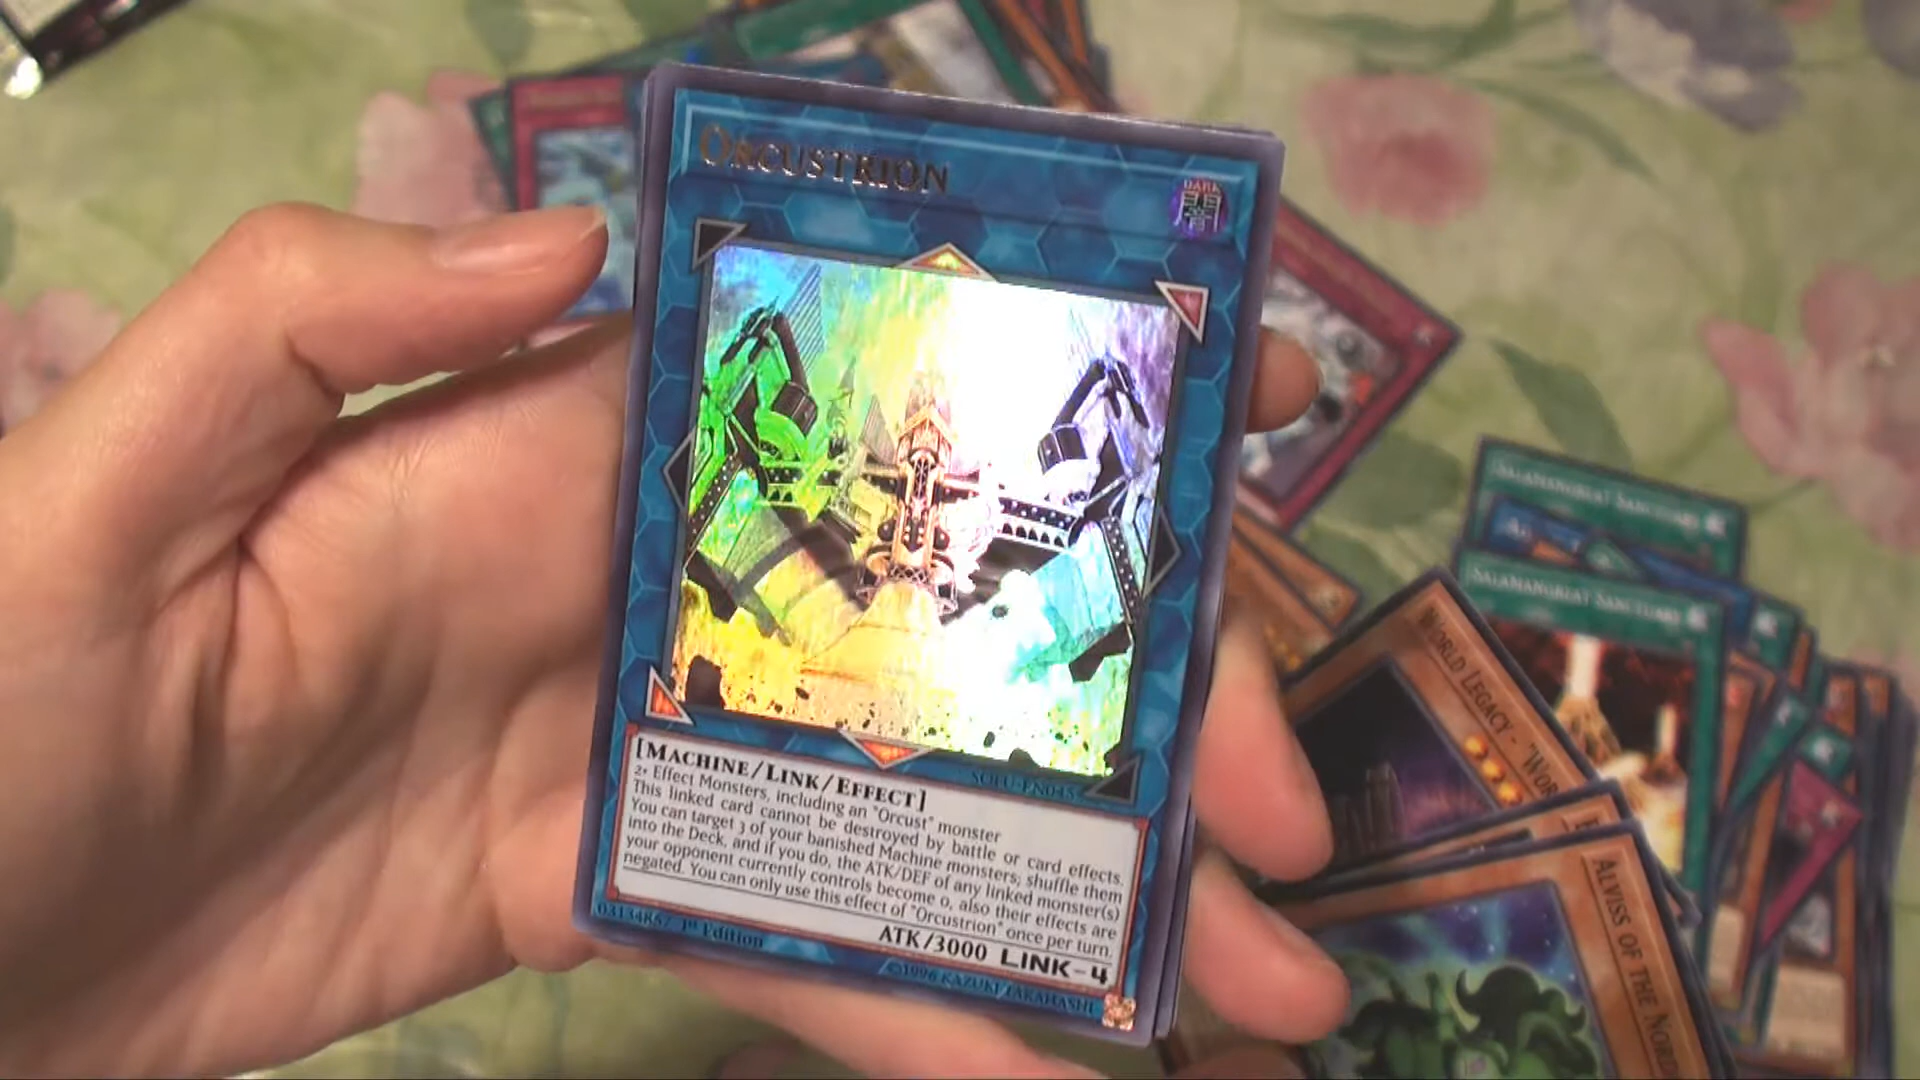 ORCUSTRION
DARK
闇
SOFU-EN045
[MACHINE/LINK/EFFECT]
2+ Effect Monsters, including an "Orcust" monster
This linked card cannot be destroyed by battle or card effects.
You can target 3 of your banished Machine monsters; shuffle them
into the Deck, and if you do, the ATK/DEF of any linked monster(s)
your opponent currently controls become 0, also their effects are
negated. You can only use this effect of "Orcustrion" once per turn.
ATK/3000 LINK-4
03134857 1st Edition
©1996 KAZUKI TAKAHASHI
SALAMANGREAT SANCTUARY
SALAMANGREAT SANCTUARY
WORLD LEGACY - "WOR
ALVISS OF THE NORD